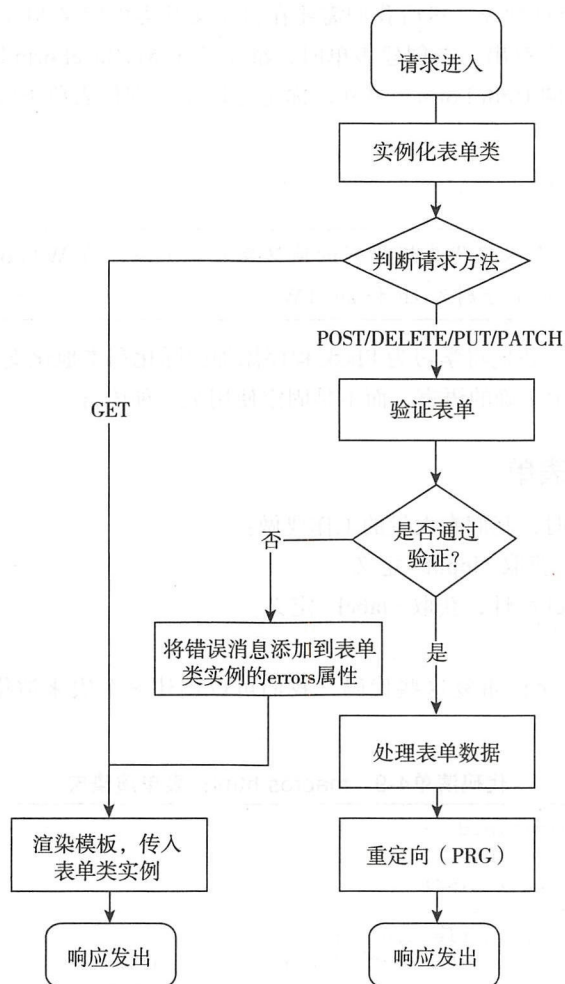 请求进入
实例化表单类
判断请求方法
POST/DELETE/PUT/PATCH
GET
验证表单
是否通过
验证?
否
将错误消息添加到表单
类实例的errors属性
是
处理表单数据
渲染模板，传入
表单类实例
重定向（PRG）
响应发出
响应发出